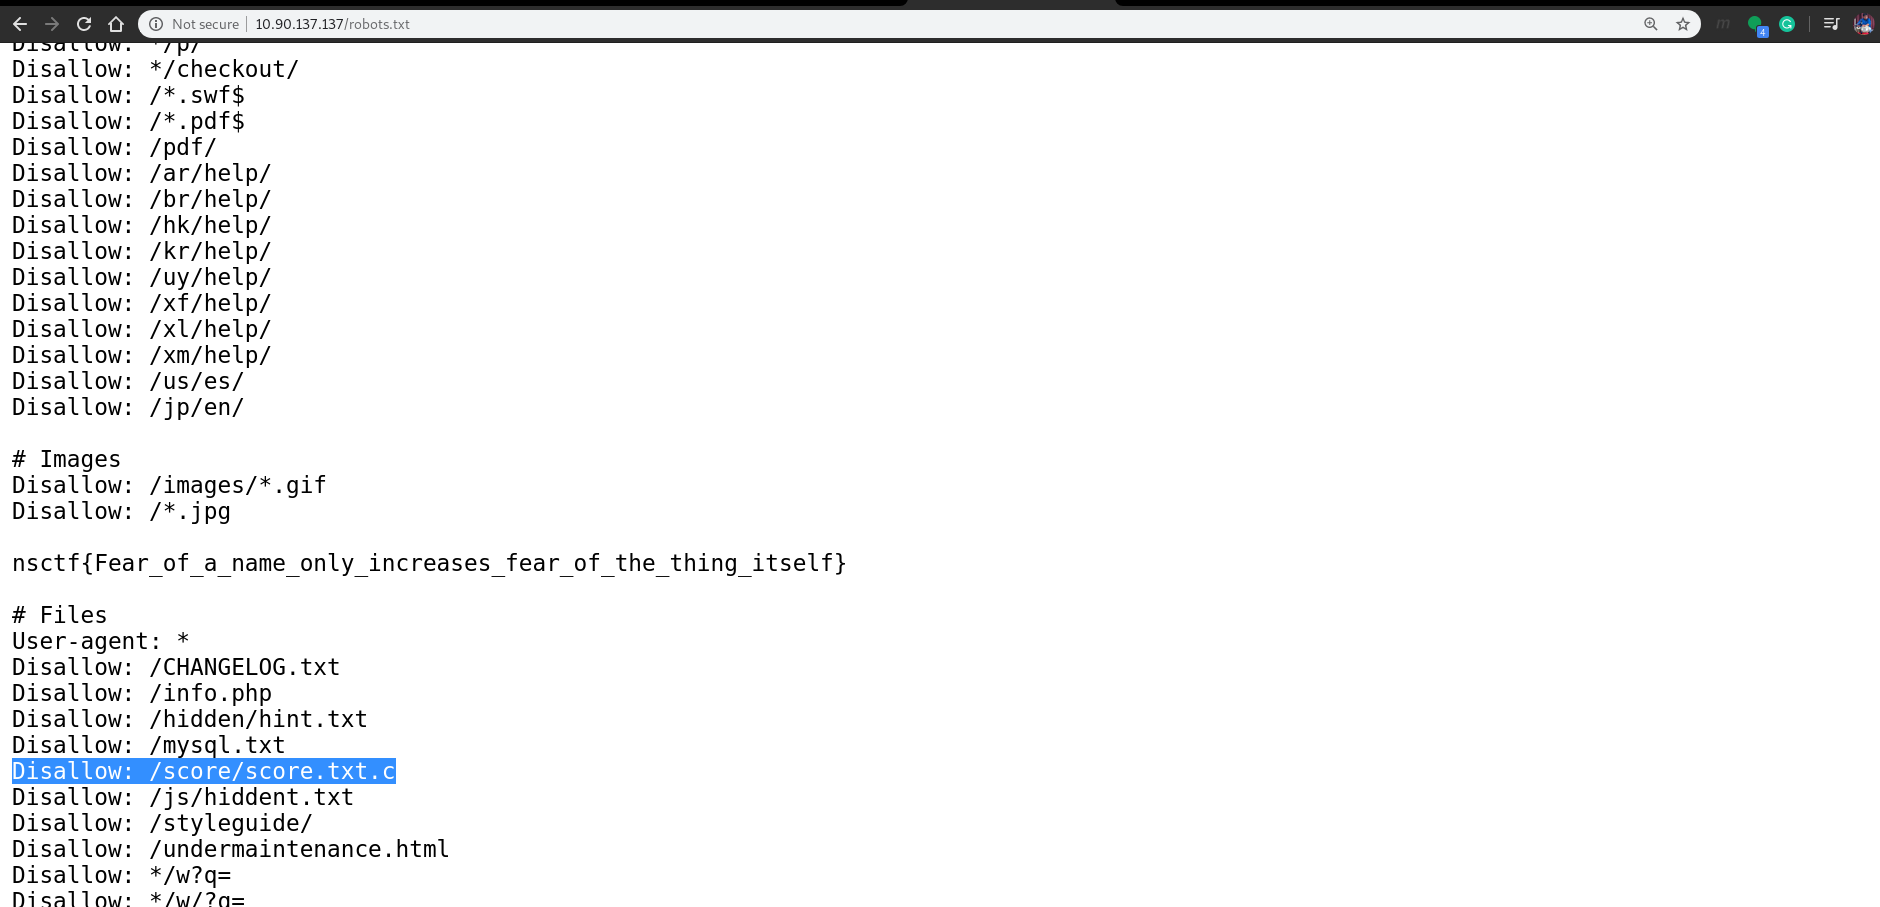 Not secure
10.90.137.137/robots.txt
4
Disallow: */p/
Disallow: */checkout/
Disallow: /*.swf$
Disallow: /*.pdf$
Disallow: /pdf/
Disallow: /ar/help/
Disallow: /br/help/
Disallow: /hk/help/
Disallow: /kr/help/
Disallow: /uy/help/
Disallow: /xf/help/
Disallow: /xl/help/
Disallow: /xm/help/
Disallow: /us/es/
Disallow: /jp/en/
# Images
Disallow: /images/*.gif
Disallow: /*.jpg
nsctf{Fear_of_a_name_only_increases_fear_of_the_thing_itself}
# Files
User-agent: *
Disallow: /CHANGELOG.txt
Disallow: /info.php
Disallow: /hidden/hint.txt
Disallow: /mysql.txt
Disallow: /score/score.txt.c
Disallow: /js/hiddent.txt
Disallow: /styleguide/
Disallow: /undermaintenance.html
Disallow: */w?q=
Disallow: */w/?q=